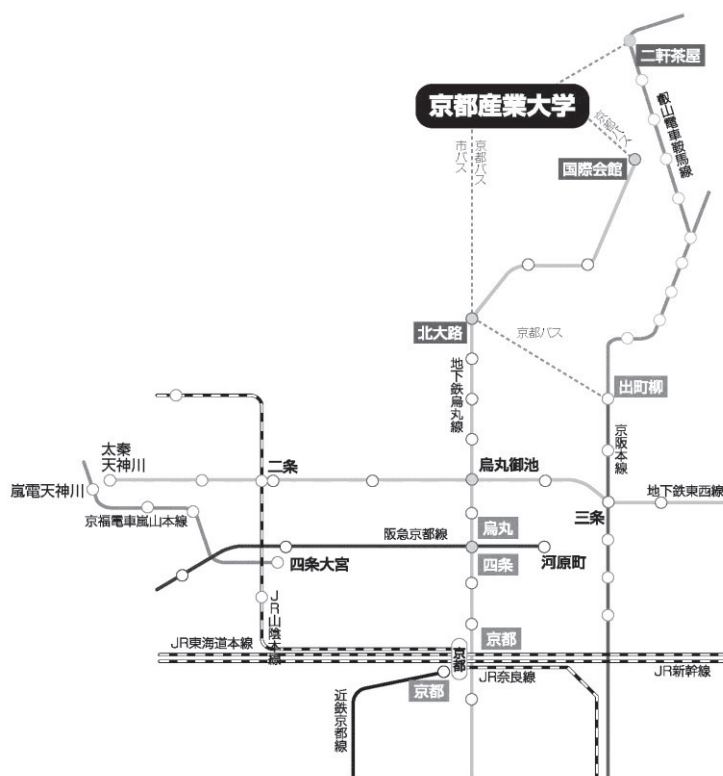 二軒茶屋
京都産業大学
叡山電車鞍馬線
京都バス
市バス
京都バス
国際会館
北大路
京都バス
出町柳
地下鉄烏丸線
京阪本線
太秦
天神川
二条
烏丸御池
嵐電天神川
地下鉄東西線
京福電車嵐山本線
三条
阪急京都線
烏丸
四条大宮
四条
河原町
JR山陰本線
JR東海道本線
京都
京都
JR新幹線
JR奈良線
京都
近鉄京都線